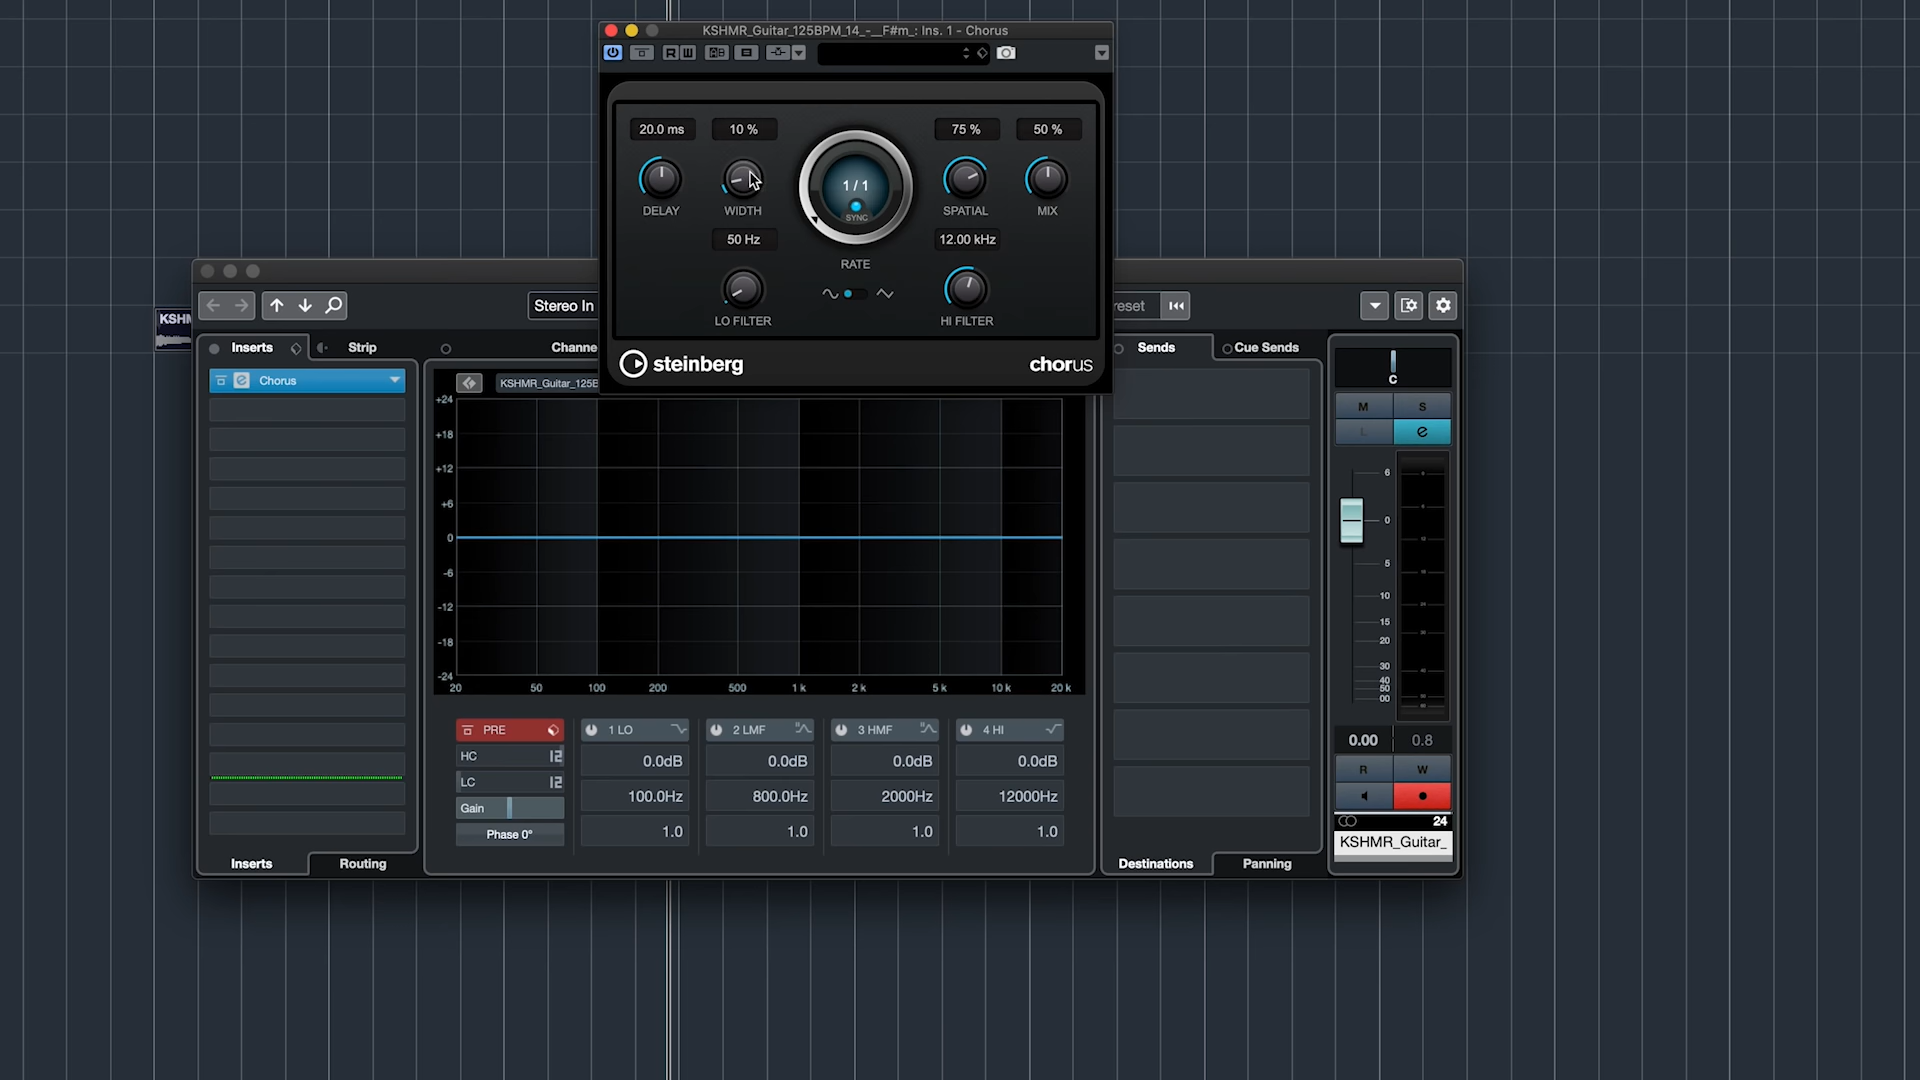 KSHMR_Guitar_125BPM_14_-__F#m_: Ins. 1 - Chorus
R W
20.0 ms
10 %
75 %
50 %
1 / 1
SYNC
DELAY
WIDTH
SPATIAL
MIX
50 Hz
12.00 kHz
RATE
LO FILTER
HI FILTER
steinberg
chorus
Stereo In
reset
KSHM
Inserts
Strip
Channe
Sends
Cue Sends
Chorus
KSHMR_Guitar_125B
C
M S
L e
+24
+18
+12
+6
0
-6
-12
-18
-24
20 50 100 200 500 1 k 2 k 5 k 10 k 20 k
6
0
5
10
15
20
30
40
50
00
PRE
1 LO
2 LMF
3 HMF
4 HI
HC 12
0.0dB
0.0dB
0.0dB
0.0dB
LC 12
100.0Hz
800.0Hz
2000Hz
12000Hz
Gain
Phase 0°
1.0
1.0
1.0
1.0
0.00
0.8
R W
24
KSHMR_Guitar_
Inserts
Routing
Destinations
Panning